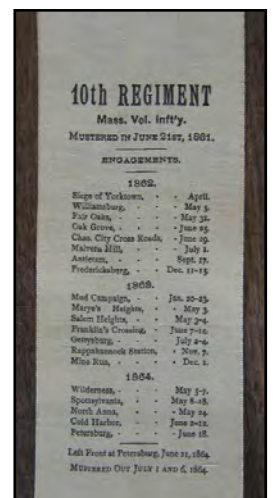 10th REGIMENT
Mass. Vol. Inft'y.
MUSTERED IN JUNE 21ST, 1861.
ENGAGEMENTS.
1862.
Siege of Yorktown, - - April.
Williamsburg, - - - May 5.
Fair Oaks, - - - May 31.
Oak Grove, - - - June 25.
Chas. City Cross Roads, - June 29.
Malvern Hill, - - - July 1.
Antietam, - - - Sept. 17.
Fredericksburg, - - Dec. 11-15.
1863.
Mud Campaign, - - Jan. 20-23.
Marye's Heights, - - May 3.
Salem Heights, - - May 3-4.
Franklin's Crossing, - June 7-12.
Gettysburg, - - - July 2-4.
Rappahannock Station, - Nov. 7.
Mine Run, - - - Dec. 1.
1864.
Wilderness, - - - May 5-7.
Spottsylvania, - - May 8-18.
North Anna, - - - May 24.
Cold Harbor, - - June 2-12.
Petersburg, - - - June 18.
Left Front at Petersburg, June 21, 1864.
MUSTERED OUT JULY 1 AND 6, 1864.